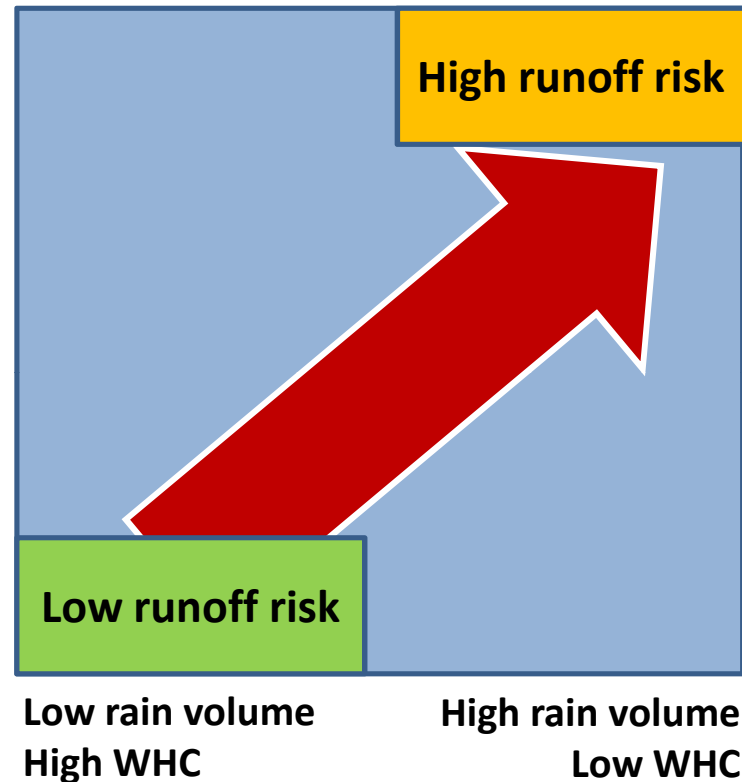 High runoff risk
Low runoff risk
Low rain volume
High WHC
High rain volume
Low WHC